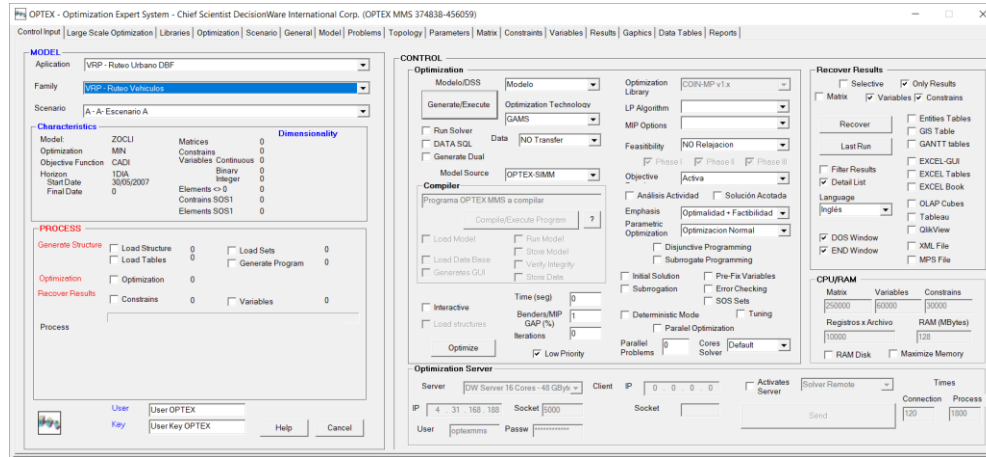 OPTEX - Optimization Expert System - Chief Scientist DecisionWare International Corp. (OPTEX MMS 374838-456059)
Control Input | Large Scale Optimization | Libraries | Optimization | Scenario | General | Model | Problems | Topology | Parameters | Matrix | Constraints | Variables | Results | Gaphics | Data Tables | Reports |
MODEL
Aplication VRP - Ruteo Urbano DBF
Family VRP - Ruteo Vehiculos
Scenario A - A- Escenario A
Characteristics
Dimensionality
Model: ZOCLI
Optimization MIN
Objective Function CADI
Horizon 1DIA
Start Date 30/05/2007
Final Date 0
Matrices 0
Constrains 0
Variables Continuous 0
Binary 0
Integer 0
Elements <> 0 0
Contrains SOS1 0
Elements SOS1 0
PROCESS
Generate Structure Load Structure 0 Load Sets 0
Load Tables 0 Generate Program 0
Optimization Optimization 0
Recover Results Constrains 0 Variables 0
Process
User User OPTEX
Key User Key OPTEX
Help Cancel
CONTROL
Optimization
Modelo/DSS Modelo
Generate/Execute Optimization Technology
GAMS
Run Solver
DATA SQL Data NO Transfer
Generate Dual
Model Source OPTEX-SIMM
Compiler
Programa OPTEX MMS a compilar
Compile/Execute Program ?
Load Model Run Model
Store Model
Load Data Base Verify Integrity
Generates GUI Store Data
Interactive Time (seg) 0
Load structures Benders/MIP GAP (%) 1
Iterations 0
Optimize Low Priority
Optimization Library COIN-MP v1.x
LP Algorithm
MIP Options
Feasitibility NO Relajacion
Phase I Phase II Phase III
Objective Activa
Análisis Actividad Solución Acotada
Emphasis Optimalidad + Factibilidad
Parametric Optimization Optimizacion Normal
Disjunctive Programming
Subrogate Programming
Initial Solution Pre-Fix Variables
Subrogation Error Checking
SOS Sets
Deterministic Mode Tuning
Paralel Optimization
Parallel Problems 0 Cores Solver Default
Recover Results
Selective Only Results
Matrix Variables Constrains
Recover
Last Run
Filter Results
Detail List
Language
Inglés
DOS Window
END Window
Entities Tables
GIS Table
GANTT tables
EXCEL-GUI
EXCEL Tables
EXCEL Book
OLAP Cubes
Tableau
QlikView
XML File
MPS File
CPU/RAM
Matrix Variables Constrains
250000 60000 30000
Registros x Archivo RAM (MBytes)
10000 128
RAM Disk Maximize Memory
Optimization Server
Server DW Server 16 Cores - 48 GByt Client IP 0 . 0 . 0 . 0 Activates Server Solver Remote Times
Connection Process
IP 4 . 31 . 168 . 188 Socket 5000 Socket Send 120 1800
User optexmms Passw ************